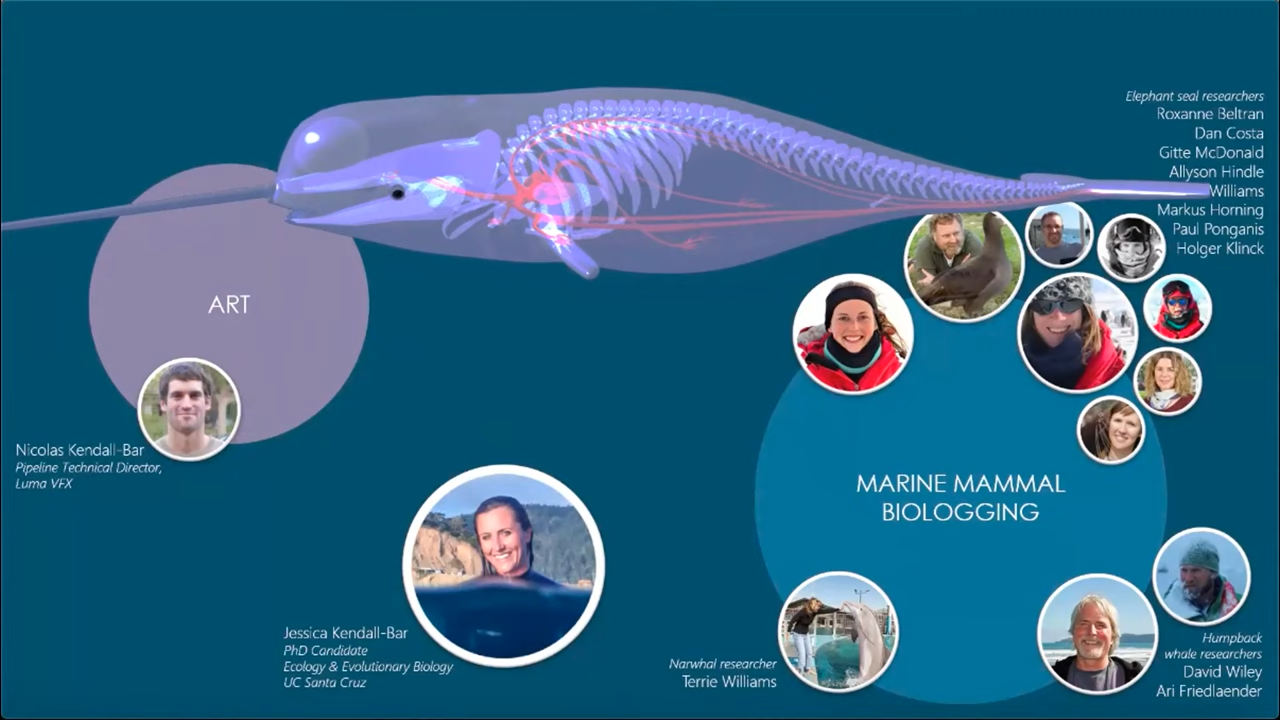 Elephant seal researchers
Roxanne Beltran
Dan Costa
Gitte McDonald
Allyson Hindle
Williams
Markus Horning
Paul Ponganis
Holger Klinck
ART
Nicolas Kendall-Bar
Pipeline Technical Director,
Luma VFX
MARINE MAMMAL
BIOLOGGING
Jessica Kendall-Bar
PhD Candidate
Ecology & Evolutionary Biology
UC Santa Cruz
Narwhal researcher
Terrie Williams
Humpback
whale researchers
David Wiley
Ari Friedlaender